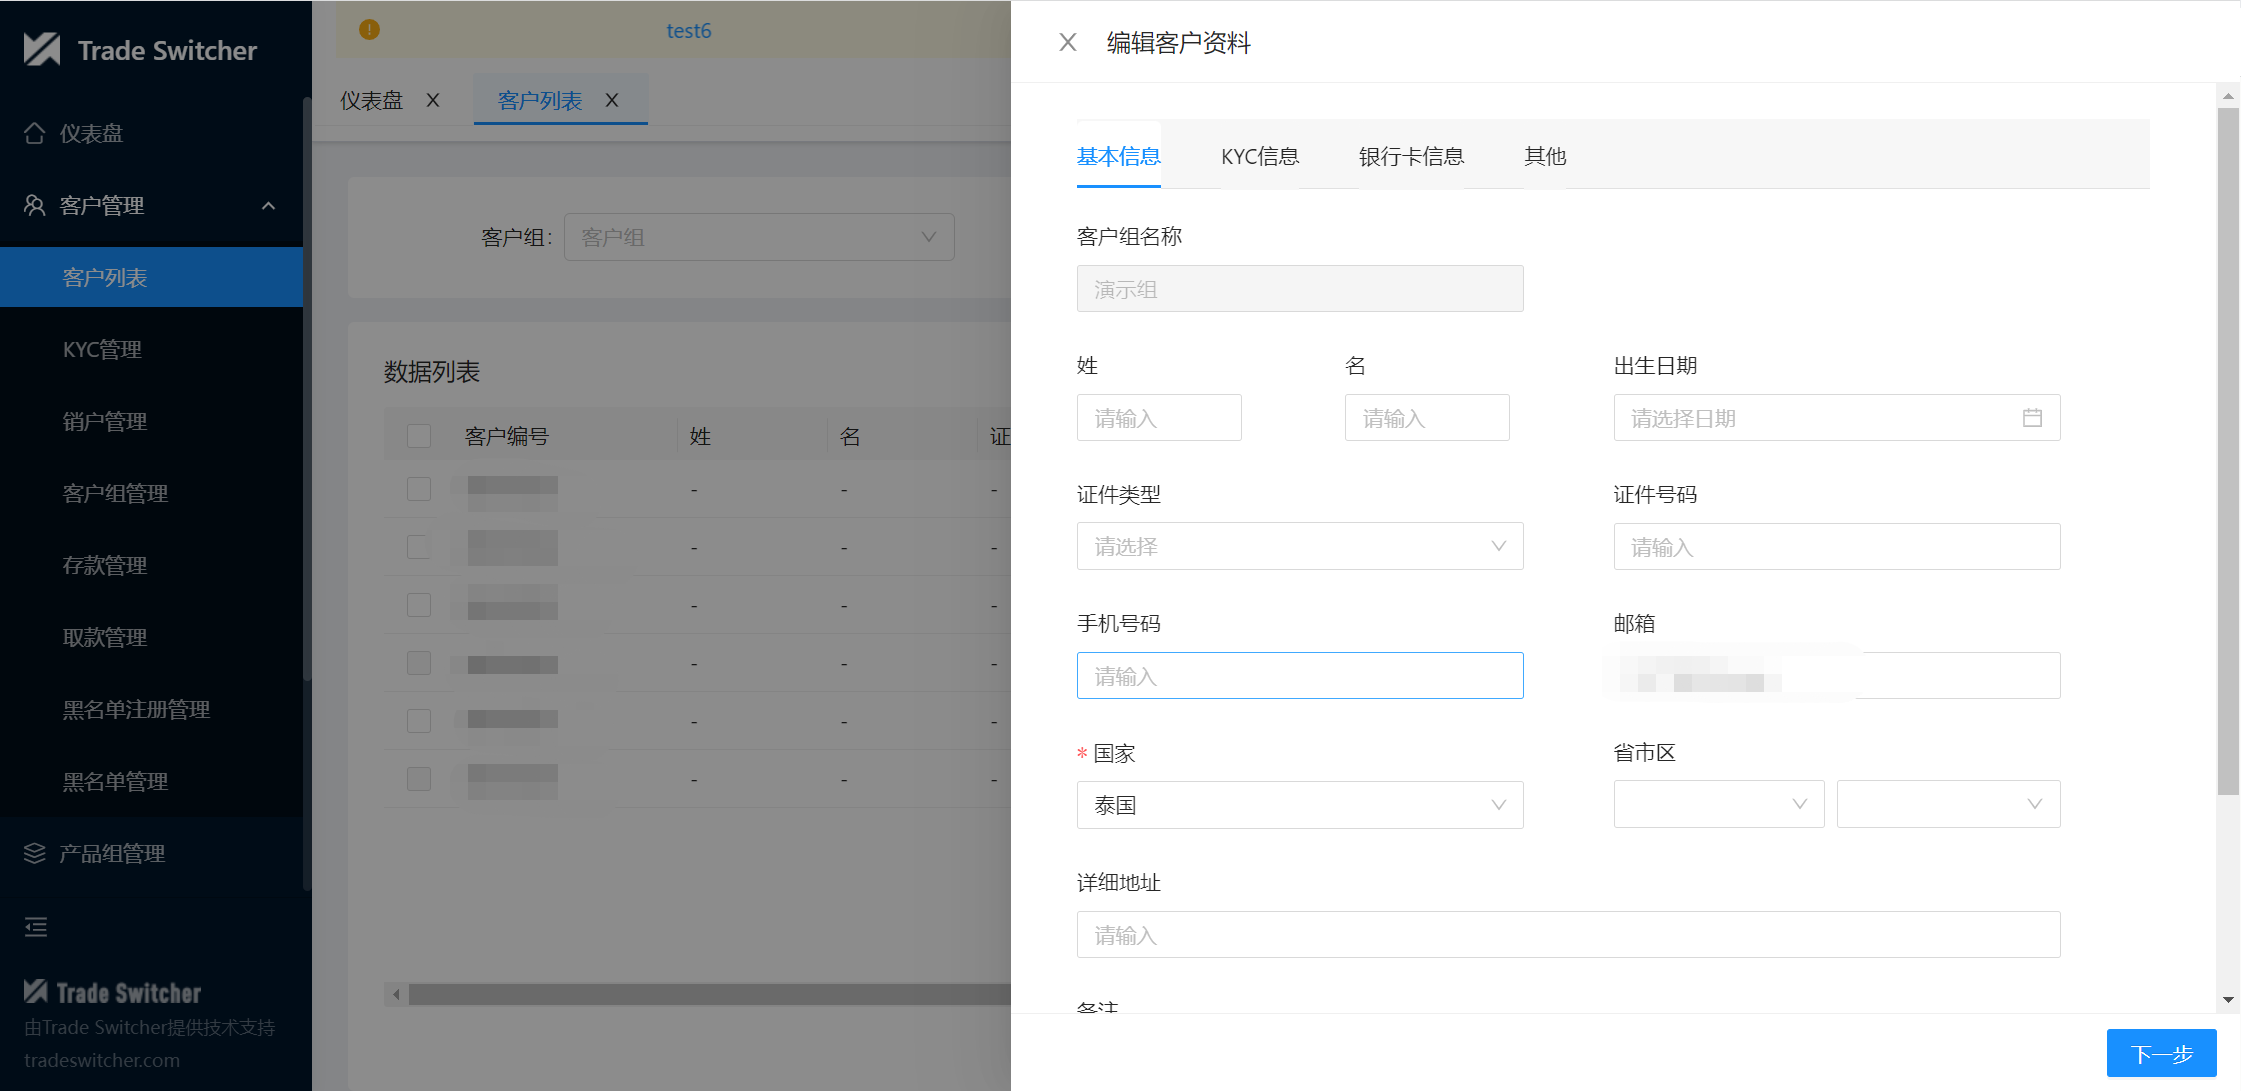 Trade Switcher
仪表盘
客户管理
客户列表
KYC管理
销户管理
客户组管理
存款管理
取款管理
黑名单注册管理
黑名单管理
产品组管理
Trade Switcher
由Trade Switcher提供技术支持
tradeswitcher.com
test6
仪表盘 X 客户列表 X
客户组: 客户组
数据列表
客户编号 姓 名 证
- - -
- - -
- - -
- - -
- - -
- - -
编辑客户资料
基本信息 KYC信息 银行卡信息 其他
客户组名称
演示组
姓 名 出生日期
请输入 请输入 请选择日期
证件类型 证件号码
请选择 请输入
手机号码 邮箱
请输入
* 国家 省市区
泰国
详细地址
请输入
备注
下一步